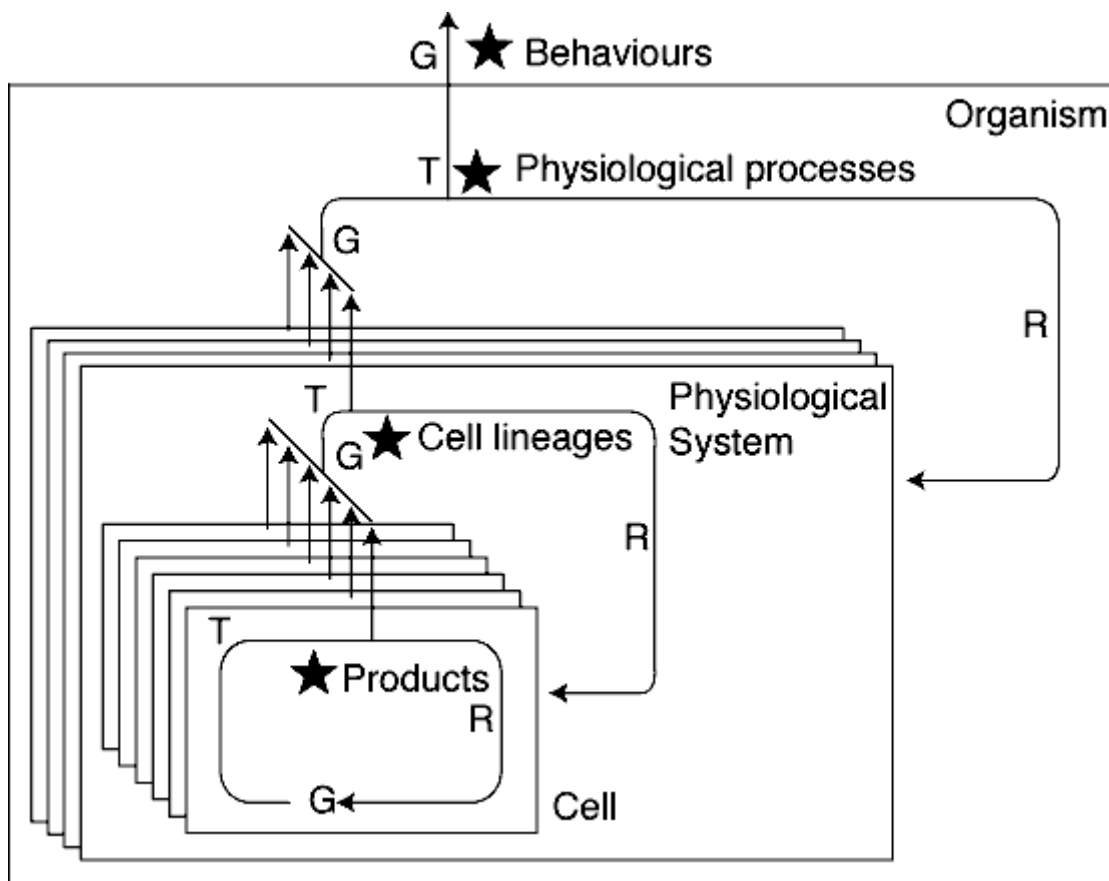 G
Behaviours
Organism
T
Physiological processes
G
R
T
Physiological
System
G
Cell lineages
R
T
Products
R
G
Cell